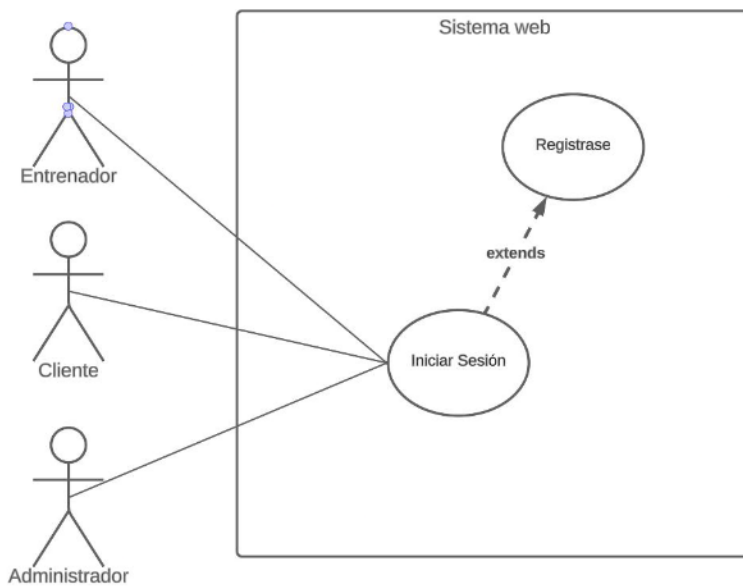 Sistema web
Registrase
Entrenador
extends
Iniciar Sesión
Cliente
Administrador